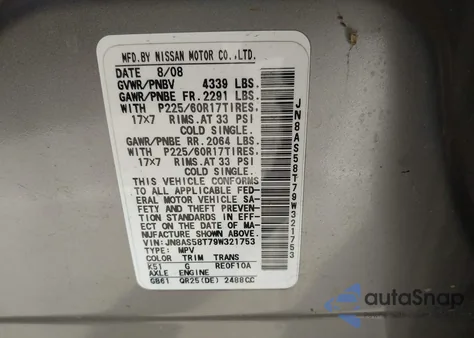 MFD.BY NISSAN MOTOR CO.,LTD.
DATE 8/08
GVWR/PNBV 4339 LBS.
GAWR/PNBE FR.2291 LBS.
WITH P225/60R17TIRES.
17×7 RIMS.AT 33 PSI
COLD SINGLE.
GAWR/PNBE RR.2064 LBS.
WITH P225/60R17TIRES.
17×7 RIMS.AT 33 PSI
COLD SINGLE.
THIS VEHICLE CONFORMS
TO ALL APPLICABLE FED-
ERAL MOTOR VEHICLE SA-
FETY AND THEFT PREVEN-
TION STANDARDS IN EFF-
ECT ON THE DATE OF MA-
NUFACTURE SHOWN ABOVE.
VIN:JN8AS58T79W321753
TYPE: MPV
COLOR TRIM TRANS
K51 G RE0F10A
AXLE ENGINE
GB61 QR25(DE) 2488CC
JN8AS58T79W321753
autoSnap